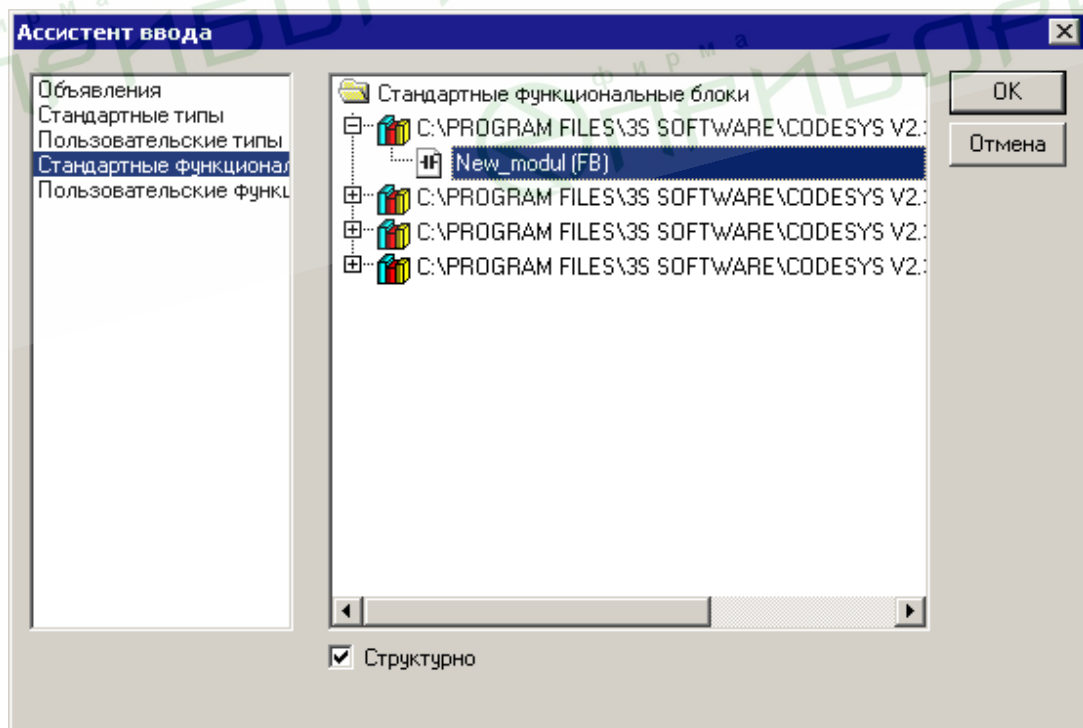 Ассистент ввода
Объявления
Стандартные типы
Пользовательские типы
Стандартные функционал
Пользовательские функц
Стандартные функциональные блоки
C:\PROGRAM FILES\3S SOFTWARE\CODESYS V2.
New_modul (FB)
C:\PROGRAM FILES\3S SOFTWARE\CODESYS V2.
C:\PROGRAM FILES\3S SOFTWARE\CODESYS V2.
C:\PROGRAM FILES\3S SOFTWARE\CODESYS V2.
OK
Отмена
Структурно
фирма